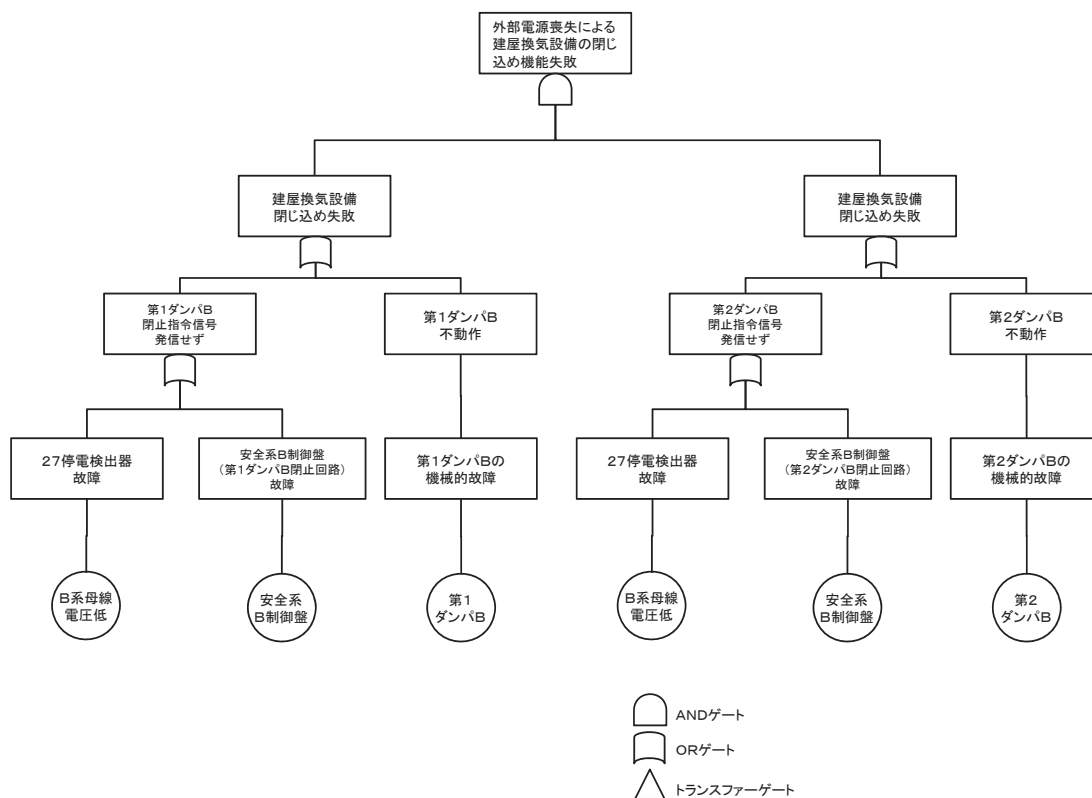 外部電源喪失による
建屋換気設備の閉じ
込め機能失敗
建屋換気設備
閉じ込め失敗
建屋換気設備
閉じ込め失敗
第1ダンパB
閉止指令信号
発信せず
第1ダンパB
不動作
第2ダンパB
閉止指令信号
発信せず
第2ダンパB
不動作
27停電検出器
故障
安全系B制御盤
(第1ダンパB閉止回路)
故障
第1ダンパBの
機械的故障
27停電検出器
故障
安全系B制御盤
(第2ダンパB閉止回路)
故障
第2ダンパBの
機械的故障
B系母線
電圧低
安全系
B制御盤
第1
ダンパB
B系母線
電圧低
安全系
B制御盤
第2
ダンパB
ANDゲート
ORゲート
トランスファーゲート